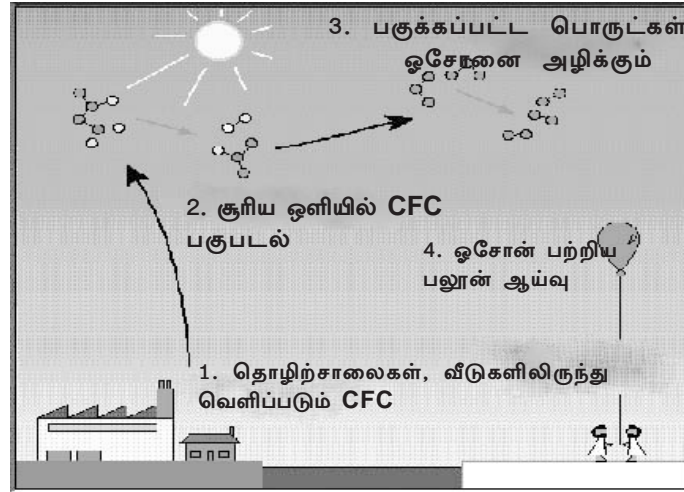 3. பகுக்கப்பட்ட பொருட்கள்
ஓசோனை அழிக்கும்
2. சூரிய ஒளியில் CFC
பகுபடல்
4. ஓசோன் பற்றிய
பலூன் ஆய்வு
1. தொழிற்சாலைகள், வீடுகளிலிருந்து
வெளிப்படும் CFC